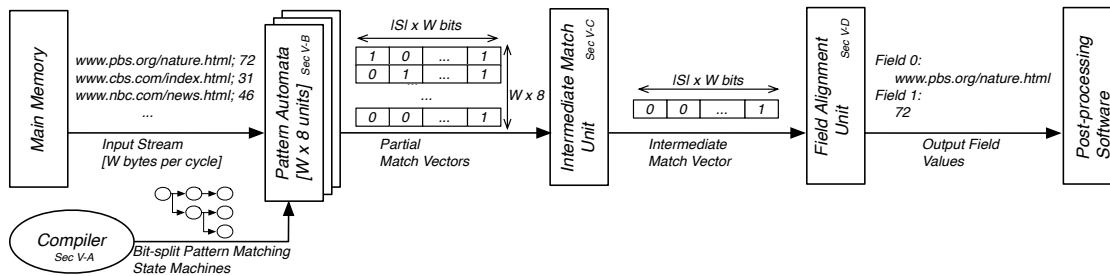 Main Memory
www.pbs.org/nature.html; 72
www.cbs.com/index.html; 31
www.nbc.com/news.html; 46
...
Input Stream
[W bytes per cycle]
Compiler
Sec V-A
Bit-split Pattern Matching
State Machines
Pattern Automata
[W x 8 units]
Sec V-B
|S| x W bits
1 0 ... 1
0 1 ... 1
...
...
0 0 ... 1
W x 8
Partial
Match Vectors
Intermediate Match
Unit
Sec V-C
|S| x W bits
0 0 ... 1
Intermediate
Match Vector
Field Alignment
Unit
Sec V-D
Field 0:
www.pbs.org/nature.html
Field 1:
72
Output Field
Values
Post-processing
Software